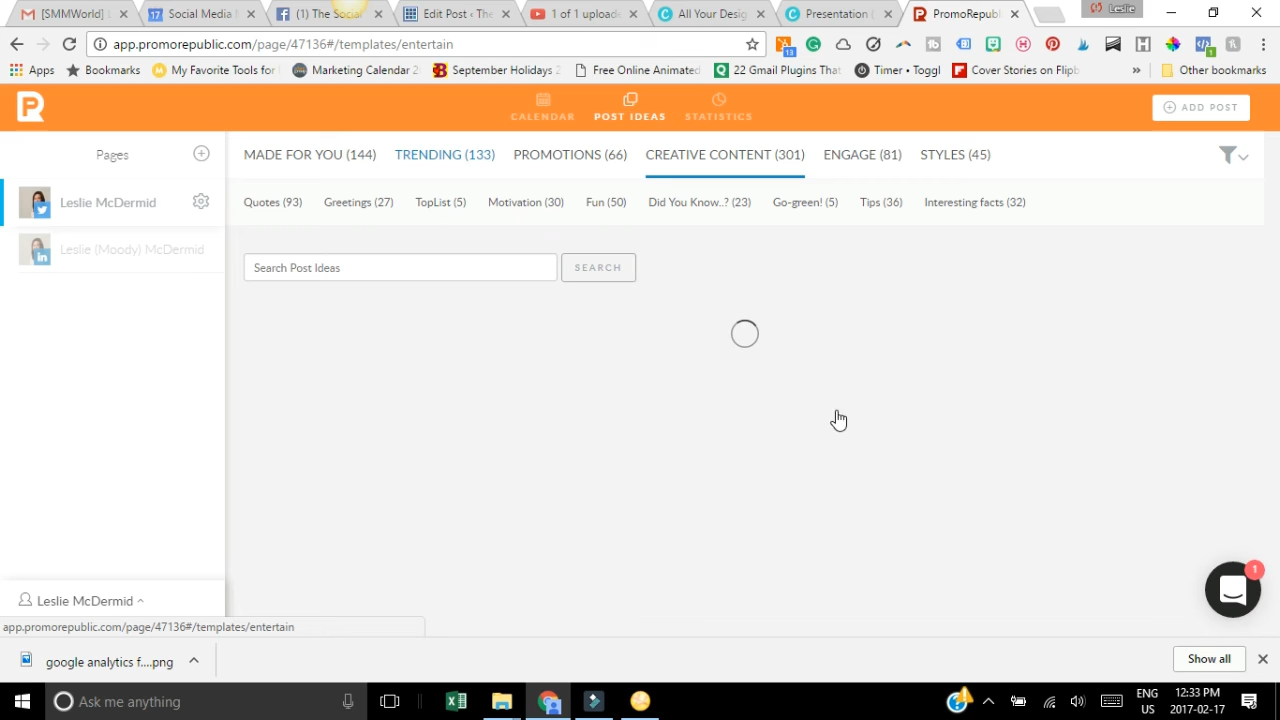 [SMMWorld]
Social Media M
(1) The Social
Edit Post ‹ The
1 of 1 upload
All Your Desig
Presentation (
PromoRepubl
Leslie
app.promorepublic.com/page/47136#/templates/entertain
13
1
Apps
Bookmarks
My Favorite Tools for
Marketing Calendar 2
September Holidays 2
Free Online Animated
22 Gmail Plugins That
Timer • Toggl
Cover Stories on Flipb
»
Other bookmarks
CALENDAR
POST IDEAS
STATISTICS
ADD POST
Pages
MADE FOR YOU (144)
TRENDING (133)
PROMOTIONS (66)
CREATIVE CONTENT (301)
ENGAGE (81)
STYLES (45)
Leslie McDermid
Quotes (93)
Greetings (27)
TopList (5)
Motivation (30)
Fun (50)
Did You Know..? (23)
Go-green! (5)
Tips (36)
Interesting facts (32)
Leslie (Moody) McDermid
Search Post Ideas
SEARCH
1
Leslie McDermid
app.promorepublic.com/page/47136#/templates/entertain
google analytics f....png
Show all
Ask me anything
ENG
US
12:33 PM
2017-02-17